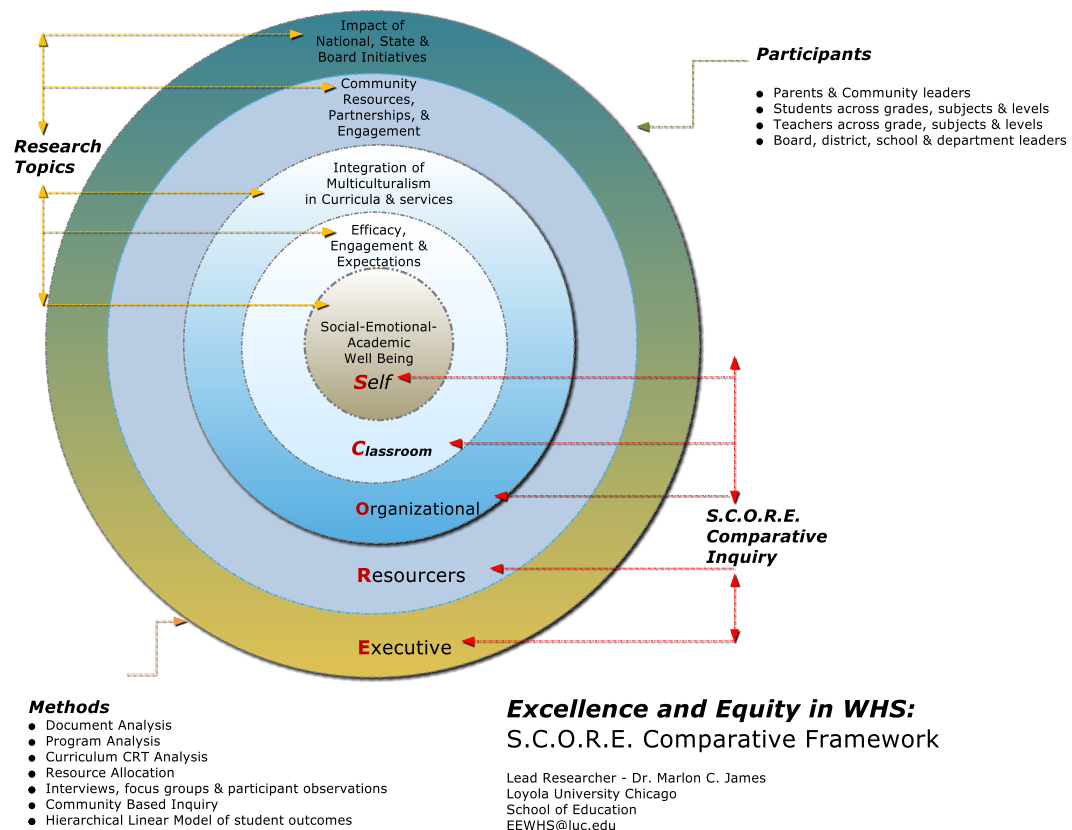 Impact of
National, State &
Board Initiatives
Community
Resources,
Partnerships, &
Engagement
Integration of
Multiculturalism
in Curricula & services
Efficacy,
Engagement &
Expectations
Social-Emotional-
Academic
Well Being
Self
Classroom
Organizational
Resourcers
Executive
Research
Topics
Participants
● Parents & Community leaders
● Students across grades, subjects & levels
● Teachers across grade, subjects & levels
● Board, district, school & department leaders
S.C.O.R.E.
Comparative
Inquiry
Methods
● Document Analysis
● Program Analysis
● Curriculum CRT Analysis
● Resource Allocation
● Interviews, focus groups & participant observations
● Community Based Inquiry
● Hierarchical Linear Model of student outcomes
Excellence and Equity in WHS:
S.C.O.R.E. Comparative Framework
Lead Researcher - Dr. Marlon C. James
Loyola University Chicago
School of Education
EEWHS@luc.edu